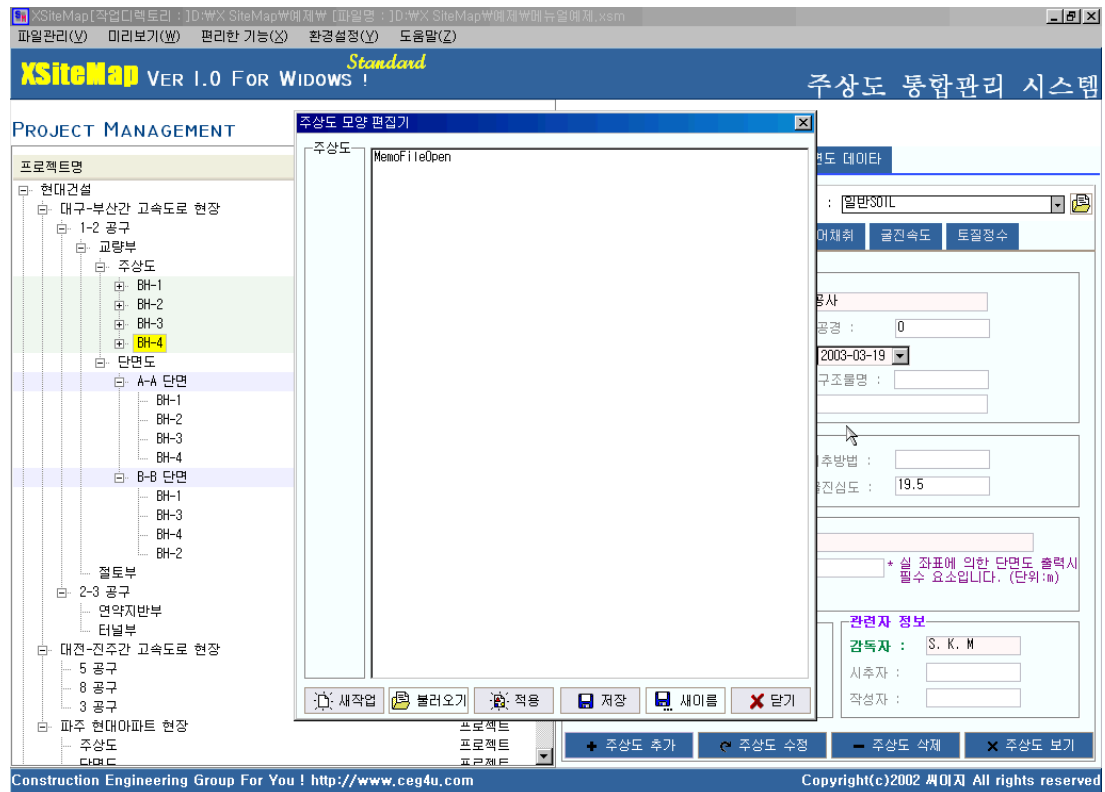 XSiteMap[작업디렉토리 : ]D:₩X SiteMap₩예제₩ [파일명 : ]D:₩X SiteMap₩예제₩메뉴얼예제.xsm
파일관리(V) 미리보기(W) 편리한 기능(X) 환경설정(Y) 도움말(Z)
XSiteMap VER 1.0 FOR WIDOWS !
Standard
주상도 통합관리 시스템
PROJECT MANAGEMENT
프로젝트명
현대건설
대구-부산간 고속도로 현장
1-2 공구
교량부
주상도
BH-1
BH-2
BH-3
BH-4
단면도
A-A 단면
BH-1
BH-2
BH-3
BH-4
B-B 단면
BH-1
BH-3
BH-4
BH-2
절토부
2-3 공구
연약지반부
터널부
대전-진주간 고속도로 현장
5 공구
8 공구
3 공구
파주 현대아파트 현장 프로젝트
주상도 프로젝트
단면도 프로젝트
주상도 모양 편집기
주상도
MemoFileOpen
새작업 불러오기 적용 저장 새이름 닫기
면도 데이타
: 일반SOIL
어채취 굴진속도 토질정수
공사
공경 : 0
2003-03-19
구조물명 :
시추방법 :
굴진심도 : 19.5
* 실 좌표에 의한 단면도 출력시
필수 요소입니다. (단위:m)
관련자 정보
감독자 : S. K. M
시추자 :
작성자 :
주상도 추가 주상도 수정 주상도 삭제 주상도 보기
Construction Engineering Group For You ! http://www.ceg4u.com
Copyright(c)2002 씨이지 All rights reserved